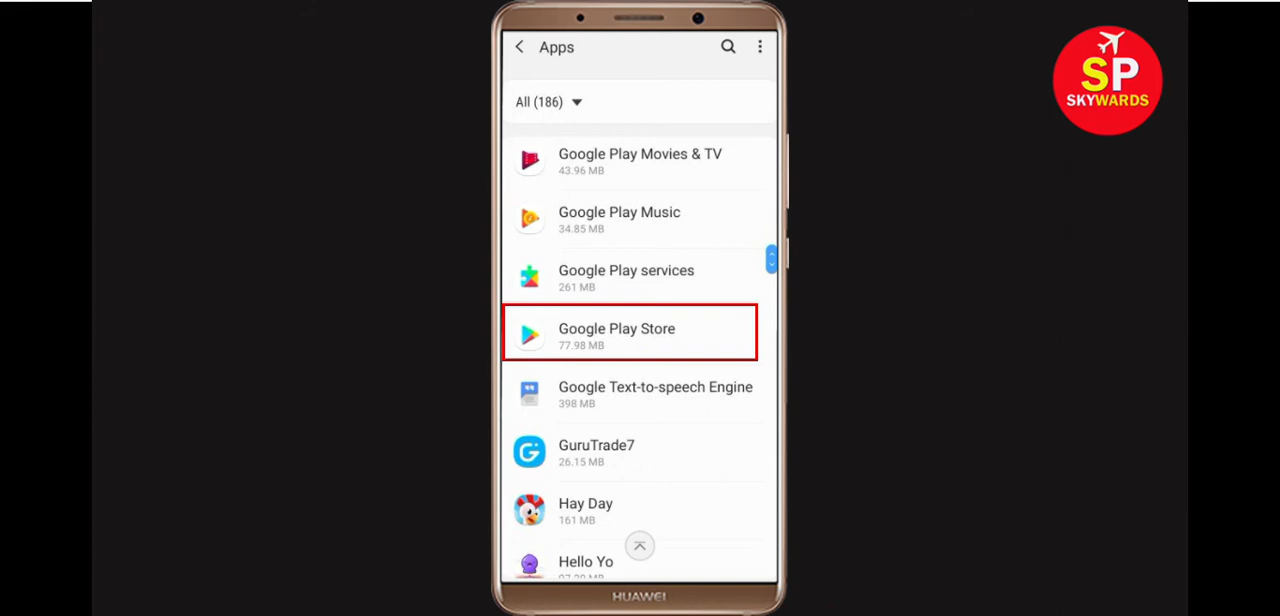 Apps
All (186)
Google Play Movies & TV
43.96 MB
Google Play Music
34.85 MB
Google Play services
261 MB
Google Play Store
77.98 MB
Google Text-to-speech Engine
398 MB
GuruTrade7
26.15 MB
Hay Day
161 MB
Hello Yo
HUAWEI
SP
SKYWARDS